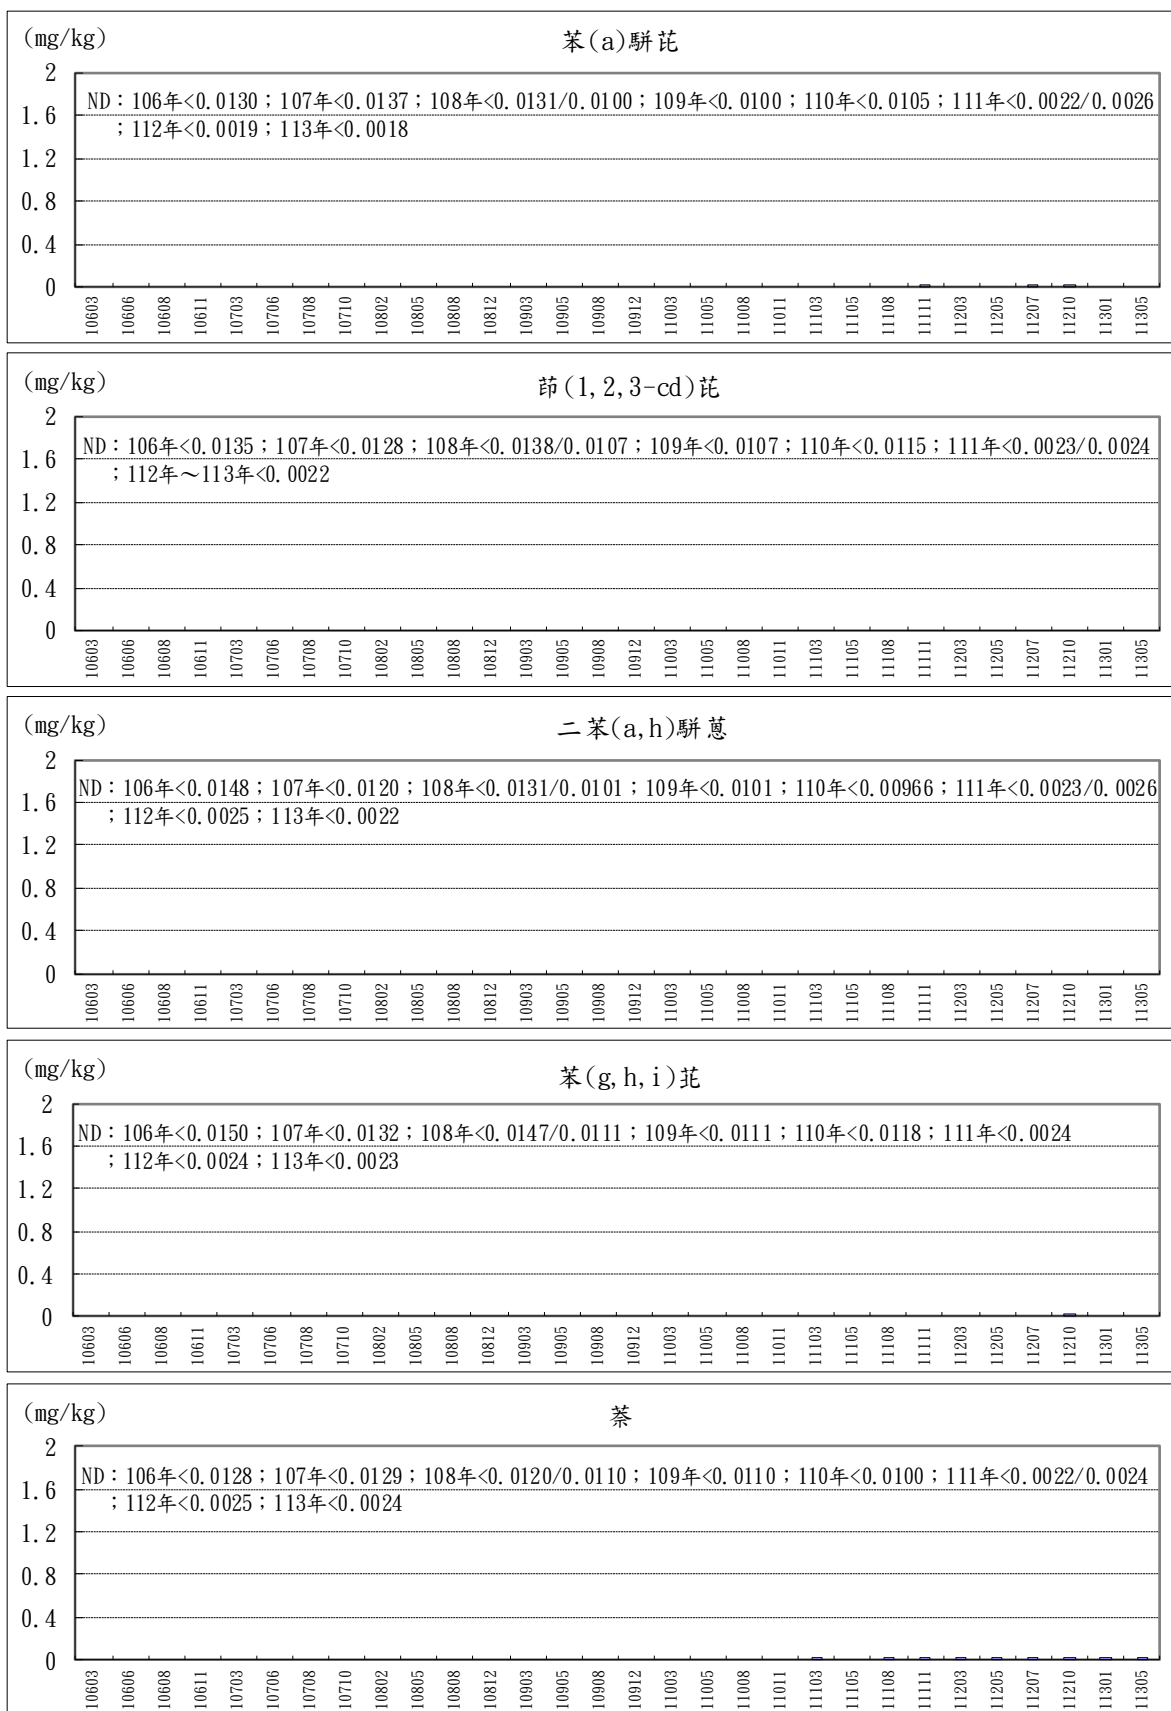 (mg/kg)
苯(a)駢芘
2
ND：106年<0.0130；107年<0.0137；108年<0.0131/0.0100；109年<0.0100；110年<0.0105；111年<0.0022/0.0026
1.6
；112年<0.0019；113年<0.0018
1.2
0.8
0.4
0
10603 10606 10608 10611 10703 10706 10708 10710 10802 10805 10808 10812 10903 10905 10908 10912 11003 11005 11008 11011 11103 11105 11108 11111 11203 11205 11207 11210 11301 11305
(mg/kg)
茚(1,2,3-cd)芘
2
ND：106年<0.0135；107年<0.0128；108年<0.0138/0.0107；109年<0.0107；110年<0.0115；111年<0.0023/0.0024
1.6
；112年～113年<0.0022
1.2
0.8
0.4
0
10603 10606 10608 10611 10703 10706 10708 10710 10802 10805 10808 10812 10903 10905 10908 10912 11003 11005 11008 11011 11103 11105 11108 11111 11203 11205 11207 11210 11301 11305
(mg/kg)
二苯(a,h)駢蒽
2
ND：106年<0.0148；107年<0.0120；108年<0.0131/0.0101；109年<0.0101；110年<0.00966；111年<0.0023/0.0026
1.6
；112年<0.0025；113年<0.0022
1.2
0.8
0.4
0
10603 10606 10608 10611 10703 10706 10708 10710 10802 10805 10808 10812 10903 10905 10908 10912 11003 11005 11008 11011 11103 11105 11108 11111 11203 11205 11207 11210 11301 11305
(mg/kg)
苯(g,h,i)苝
2
ND：106年<0.0150；107年<0.0132；108年<0.0147/0.0111；109年<0.0111；110年<0.0118；111年<0.0024
1.6
；112年<0.0024；113年<0.0023
1.2
0.8
0.4
0
10603 10606 10608 10611 10703 10706 10708 10710 10802 10805 10808 10812 10903 10905 10908 10912 11003 11005 11008 11011 11103 11105 11108 11111 11203 11205 11207 11210 11301 11305
(mg/kg)
萘
2
ND：106年<0.0128；107年<0.0129；108年<0.0120/0.0110；109年<0.0110；110年<0.0100；111年<0.0022/0.0024
1.6
；112年<0.0025；113年<0.0024
1.2
0.8
0.4
0
10603 10606 10608 10611 10703 10706 10708 10710 10802 10805 10808 10812 10903 10905 10908 10912 11003 11005 11008 11011 11103 11105 11108 11111 11203 11205 11207 11210 11301 11305